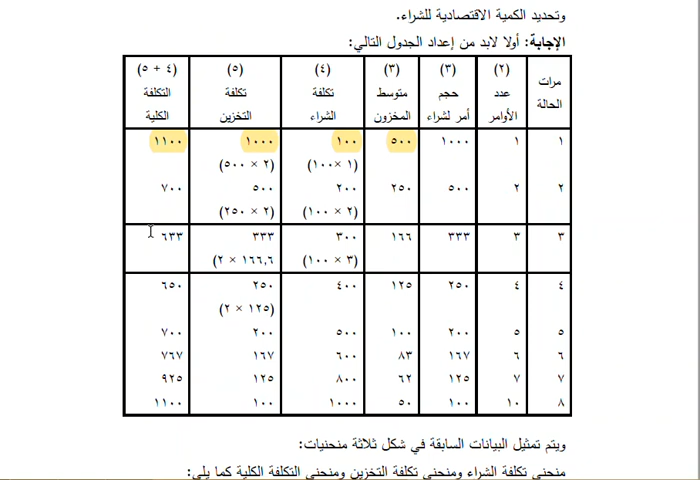 وتحديد الكمية الاقتصادية للشراء.
الإجابة: أولا لابد من إعداد الجدول التالي:
مرات الحالة (٢) عدد الأوامر (٣) حجم أمر لشراء (٣) متوسط المخزون (٤) تكلفة الشراء (٥) تكلفة التخزين (٤ + ٥) التكلفة الكلية
١ ١ ١٠٠٠ ٥٠٠ ١٠٠ ١٠٠٠ ١١٠٠
(١ ×١٠٠) (٢ × ٥٠٠)
٢ ٢ ٥٠٠ ٢٥٠ ٢٠٠ ٥٠٠ ٧٠٠
(٢ × ١٠٠) (٢ × ٢٥٠)
٣ ٣ ٣٣٣ ١٦٦ ٣٠٠ ٣٣٣ ٦٣٣
(٣ × ١٠٠) (١٦٦,٦ × ٢
٤ ٤ ٢٥٠ ١٢٥ ٤٠٠ ٢٥٠ ٦٥٠
(١٢٥ × ٢)
٥ ٥ ٢٠٠ ١٠٠ ٥٠٠ ٢٠٠ ٧٠٠
٦ ٦ ١٦٧ ٨٣ ٦٠٠ ١٦٧ ٧٦٧
٧ ٧ ١٢٥ ٦٢ ٨٠٠ ١٢٥ ٩٢٥
٨ ١٠ ١٠٠ ٥٠ ١٠٠٠ ١٠٠ ١١٠٠
ويتم تمثيل البيانات السابقة في شكل ثلاثة منحنيات:
منحنى تكلفة الشراء ومنحنى تكلفة التخزين ومنحنى التكلفة الكلية كما يلي: